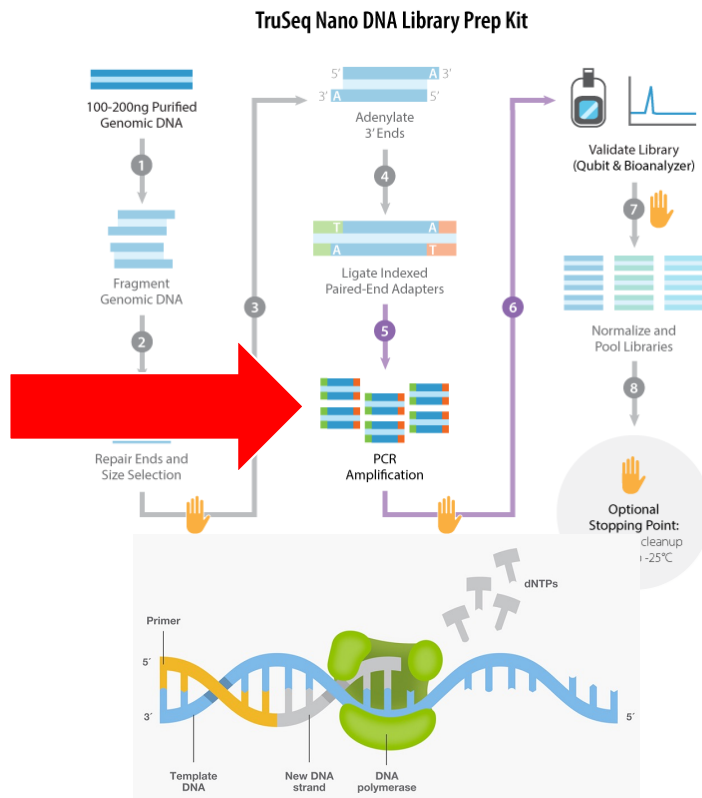 TruSeq Nano DNA Library Prep Kit
100-200ng Purified
Genomic DNA
1
Fragment
Genomic DNA
2
Repair Ends and
Size Selection
3
5’ A 3’
3’ A 5’
Adenylate
3’ Ends
4
T A
A T
Ligate Indexed
Paired-End Adapters
5
PCR
Amplification
6
Validate Library
(Qubit & Bioanalyzer)
7
Normalize and
Pool Libraries
8
Optional
Stopping Point:
cleanup
-25°C
dNTPs
Primer
5´
3´
5´
Template
DNA
New DNA
strand
DNA
polymerase